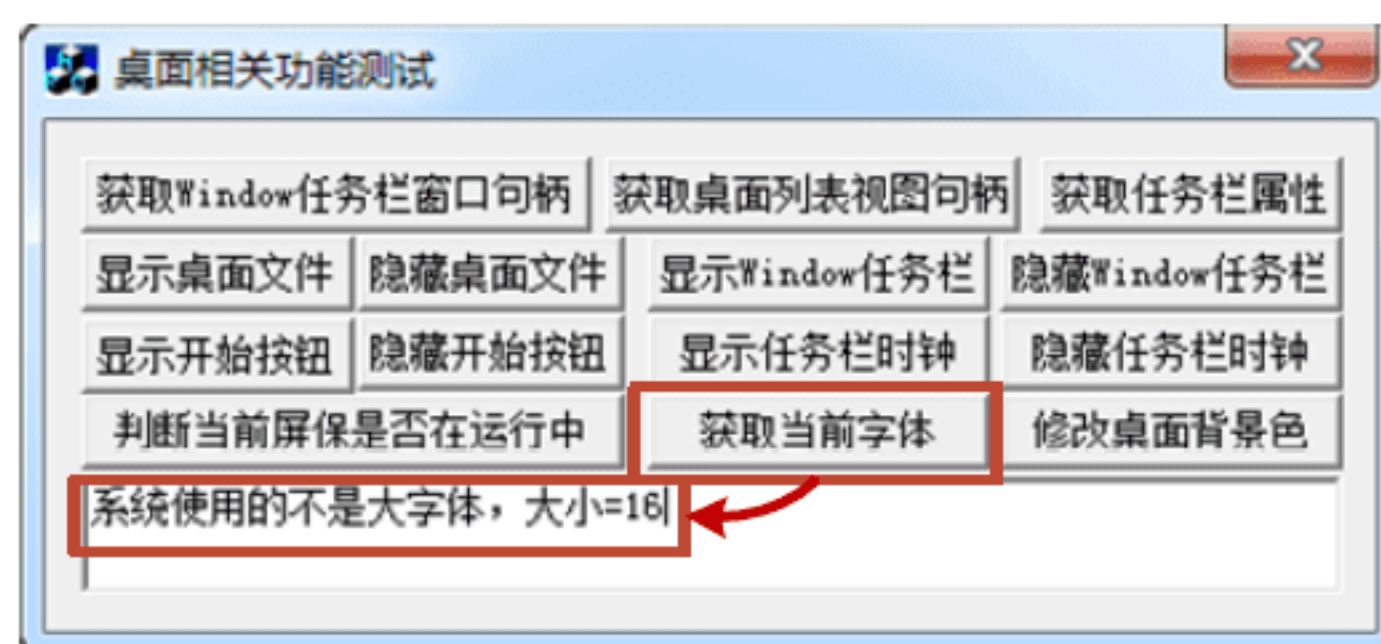 桌面相关功能测试
获取Window任务栏窗口句柄 获取桌面列表视图句柄 获取任务栏属性
显示桌面文件 隐藏桌面文件 显示Window任务栏 隐藏Window任务栏
显示开始按钮 隐藏开始按钮 显示任务栏时钟 隐藏任务栏时钟
判断当前屏保是否在运行中 获取当前字体 修改桌面背景色
系统使用的不是大字体，大小=16